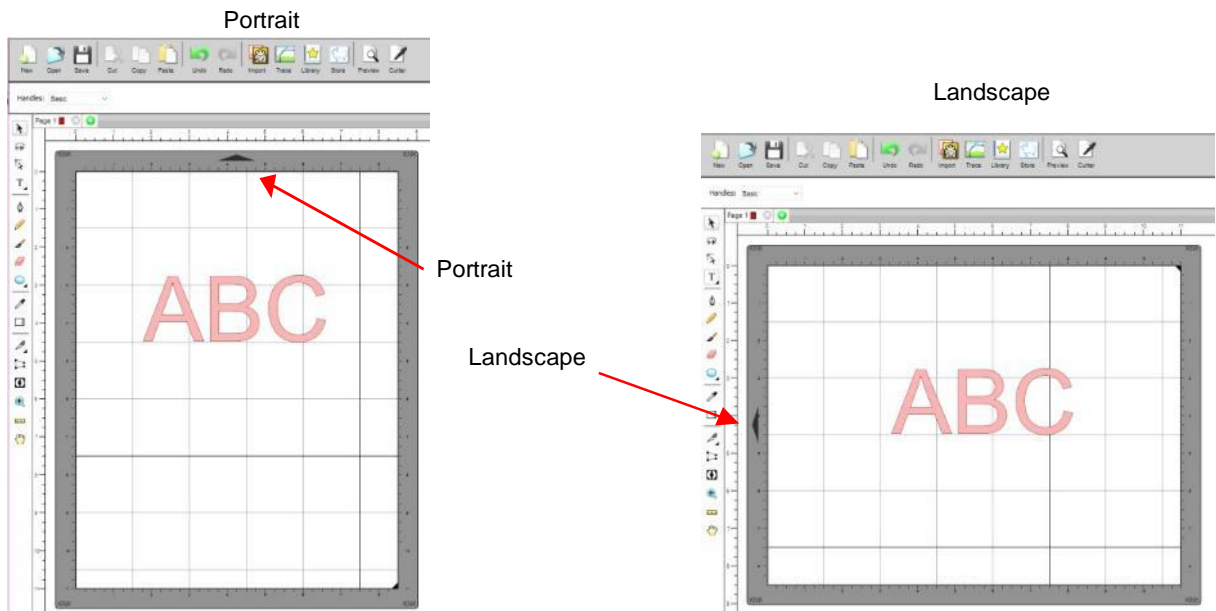 Portrait
New Open Save Cut Copy Paste Undo Redo Import Trace Library Store Preview Cutter
Handles: Basic
Page 1
ABC
Portrait
Landscape
New Open Save Cut Copy Paste Undo Redo Import Trace Library Store Preview Cutter
Handles: Basic
Page 1
ABC
Landscape